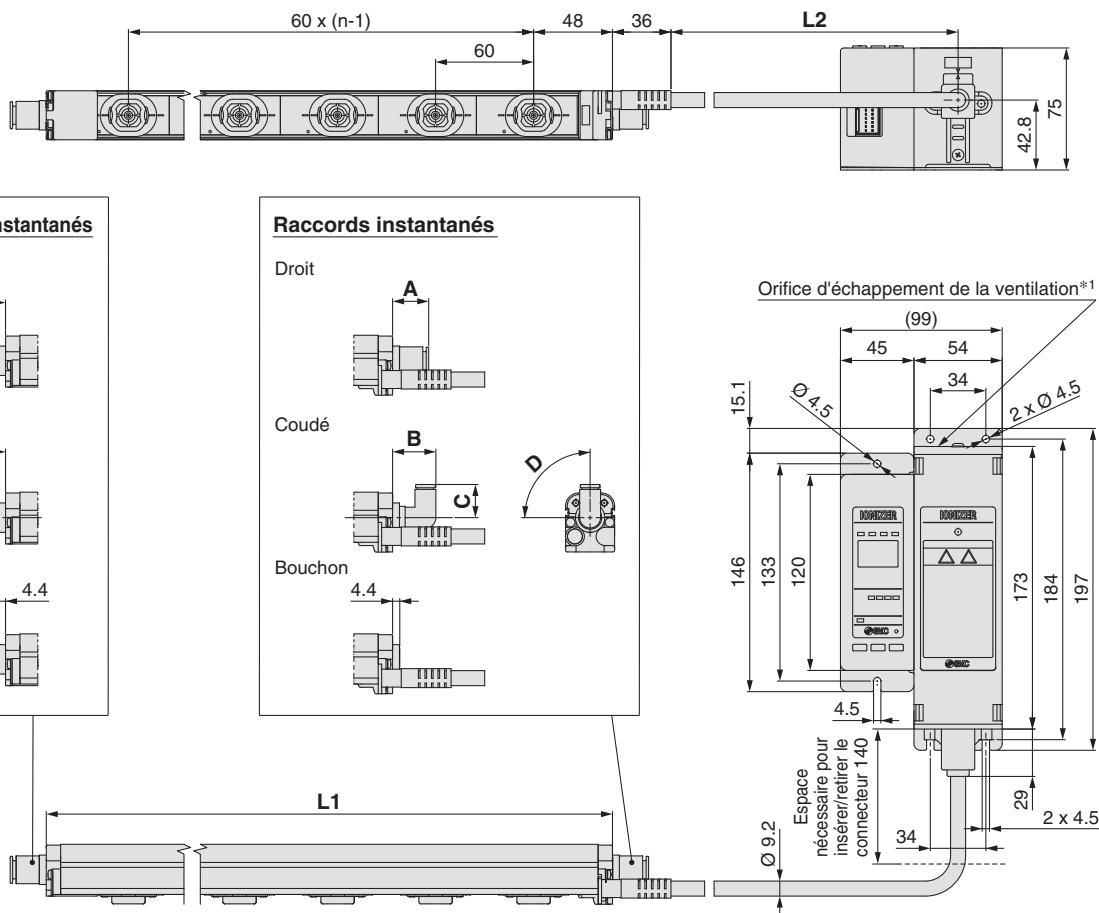 60 x (n-1)
48
36
L2
60
42.8
75
nstantanés
4.4
Raccords instantanés
Droit
A
Coudé
B
C
D
Bouchon
4.4
Orifice d'échappement de la ventilation*1
(99)
45
54
34
15.1
Ø 4.5
2 x Ø 4.5
IONIZER
IONIZER
SMC
SMC
146
133
120
173
184
197
4.5
Espace
nécessaire pour
insérer/retirer le
connecteur 140
29
34
2 x 4.5
L1
Ø 9.2